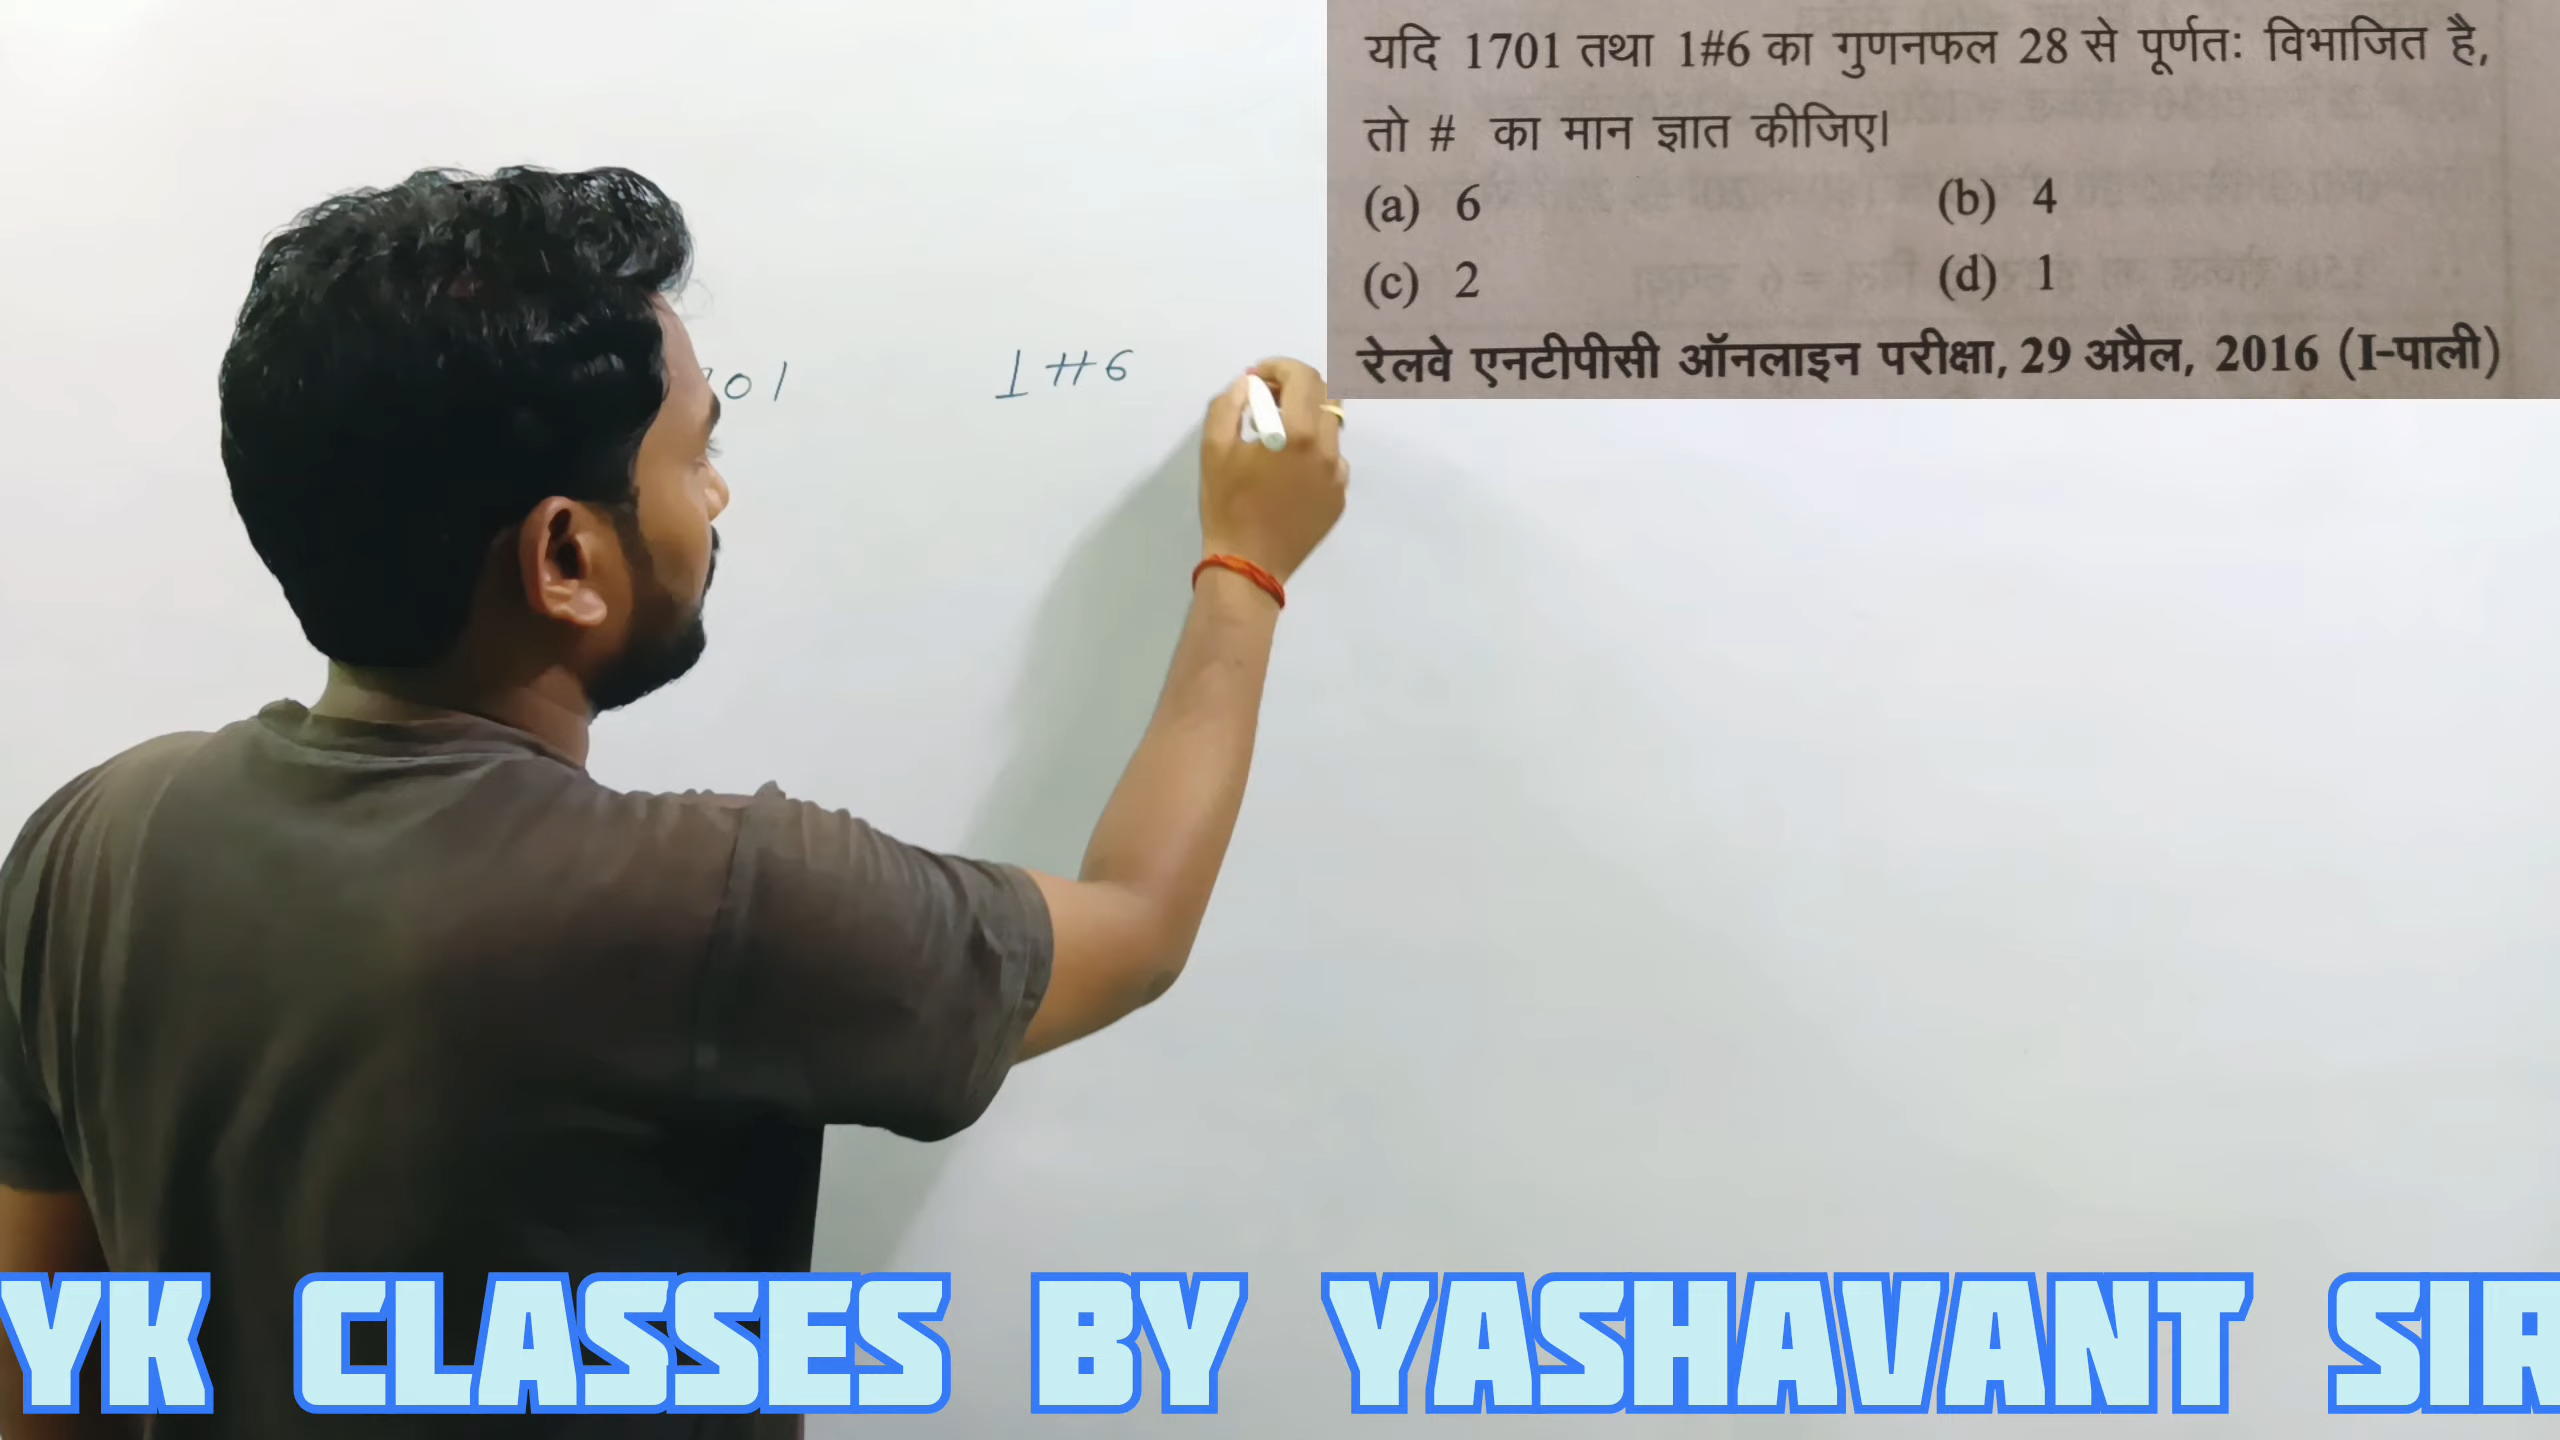 यदि 1701 तथा 1#6 का गुणनफल 28 से पूर्णतः विभाजित है,
तो # का मान ज्ञात कीजिए।
(a) 6 (b) 4
(c) 2 (d) 1
रेलवे एनटीपीसी ऑनलाइन परीक्षा, 29 अप्रैल, 2016 (I-पाली)
01 1#6
YK CLASSES BY YASHAVANT SIR